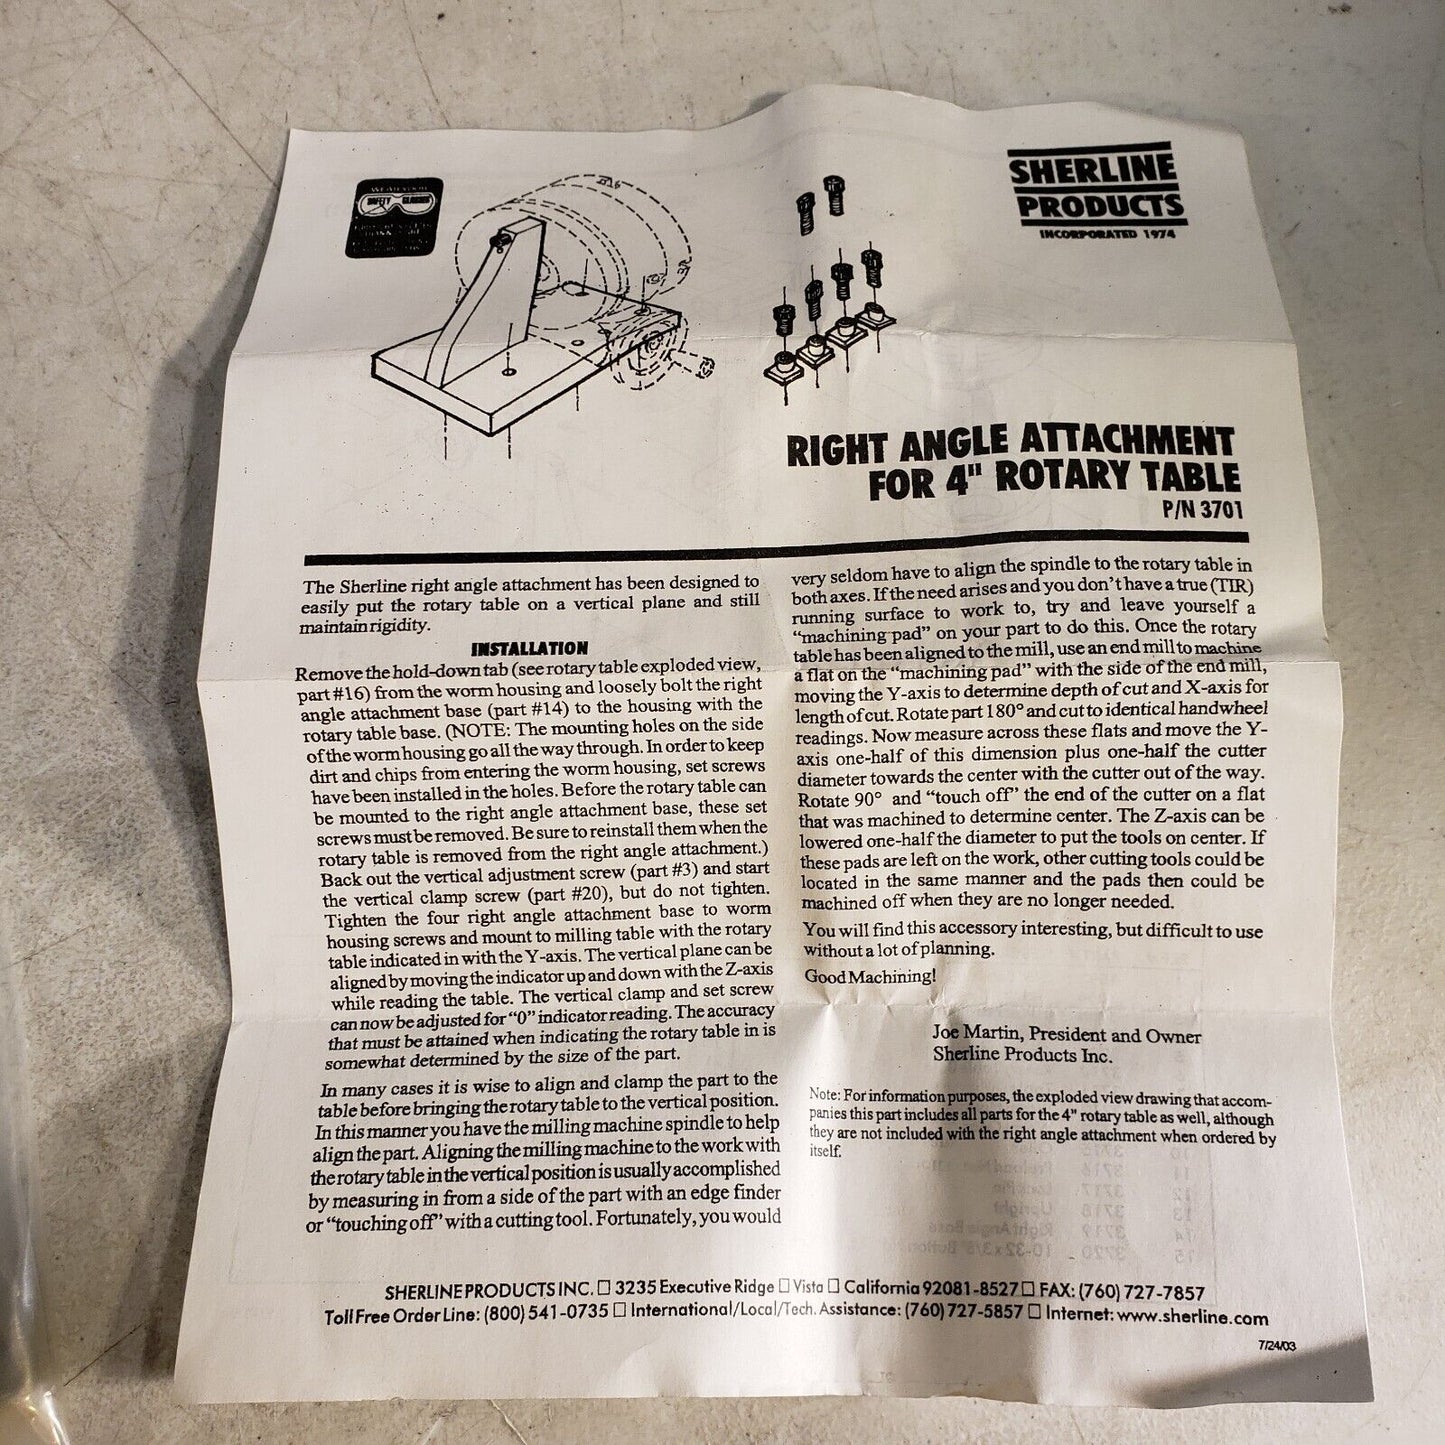 SAFETY GLASSES
SHERLINE
PRODUCTS
INCORPORATED 1974
RIGHT ANGLE ATTACHMENT
FOR 4" ROTARY TABLE
P/N 3701
The Sherline right angle attachment has been designed to
easily put the rotary table on a vertical plane and still
maintain rigidity.
INSTALLATION
Remove the hold-down tab (see rotary table exploded view,
part #16) from the worm housing and loosely bolt the right
angle attachment base (part #14) to the housing with the
rotary table base. (NOTE: The mounting holes on the side
of the worm housing go all the way through. In order to keep
dirt and chips from entering the worm housing, set screws
have been installed in the holes. Before the rotary table can
be mounted to the right angle attachment base, these set
screws must be removed. Be sure to reinstall them when the
rotary table is removed from the right angle attachment.)
Back out the vertical adjustment screw (part #3) and start
the vertical clamp screw (part #20), but do not tighten.
Tighten the four right angle attachment base to worm
housing screws and mount to milling table with the rotary
table indicated in with the Y-axis. The vertical plane can be
aligned by moving the indicator up and down with the Z-axis
while reading the table. The vertical clamp and set screw
can now be adjusted for "0" indicator reading. The accuracy
that must be attained when indicating the rotary table in is
somewhat determined by the size of the part.
In many cases it is wise to align and clamp the part to the
table before bringing the rotary table to the vertical position.
In this manner you have the milling machine spindle to help
align the part. Aligning the milling machine to the work with
the rotary table in the vertical position is usually accomplished
by measuring in from a side of the part with an edge finder
or "touching off" with a cutting tool. Fortunately, you would
very seldom have to align the spindle to the rotary table in
both axes. If the need arises and you don't have a true (TIR)
running surface to work to, try and leave yourself a
"machining pad" on your part to do this. Once the rotary
table has been aligned to the mill, use an end mill to machine
a flat on the "machining pad" with the side of the end mill,
moving the Y-axis to determine depth of cut and X-axis for
length of cut. Rotate part 180° and cut to identical handwheel
readings. Now measure across these flats and move the Y-
axis one-half of this dimension plus one-half the cutter
diameter towards the center with the cutter out of the way.
Rotate 90° and "touch off" the end of the cutter on a flat
that was machined to determine center. The Z-axis can be
lowered one-half the diameter to put the tools on center. If
these pads are left on the work, other cutting tools could be
located in the same manner and the pads then could be
machined off when they are no longer needed.
You will find this accessory interesting, but difficult to use
without a lot of planning.
Good Machining!
Joe Martin, President and Owner
Sherline Products Inc.
Note: For information purposes, the exploded view drawing that accom-
panies this part includes all parts for the 4" rotary table as well, although
they are not included with the right angle attachment when ordered by
itself.
SHERLINE PRODUCTS INC. □ 3235 Executive Ridge □ Vista □ California 92081-8527 □ FAX: (760) 727-7857
Toll Free Order Line: (800) 541-0735 □ International/Local/Tech. Assistance: (760) 727-5857 □ Internet: www.sherline.com
7/24/03